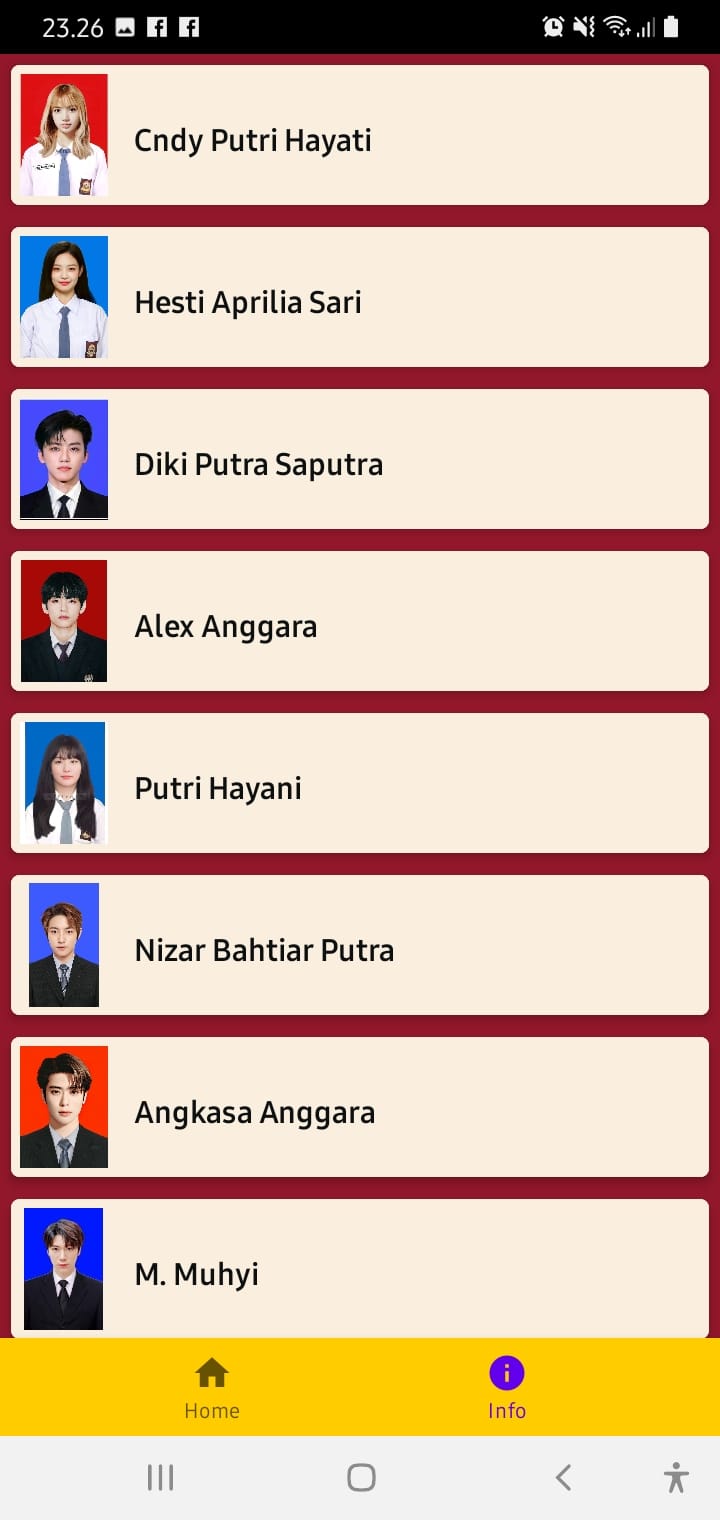 23.26
Cndy Putri Hayati
Hesti Aprilia Sari
Diki Putra Saputra
Alex Anggara
Putri Hayani
Nizar Bahtiar Putra
Angkasa Anggara
M. Muhyi
Home
Info